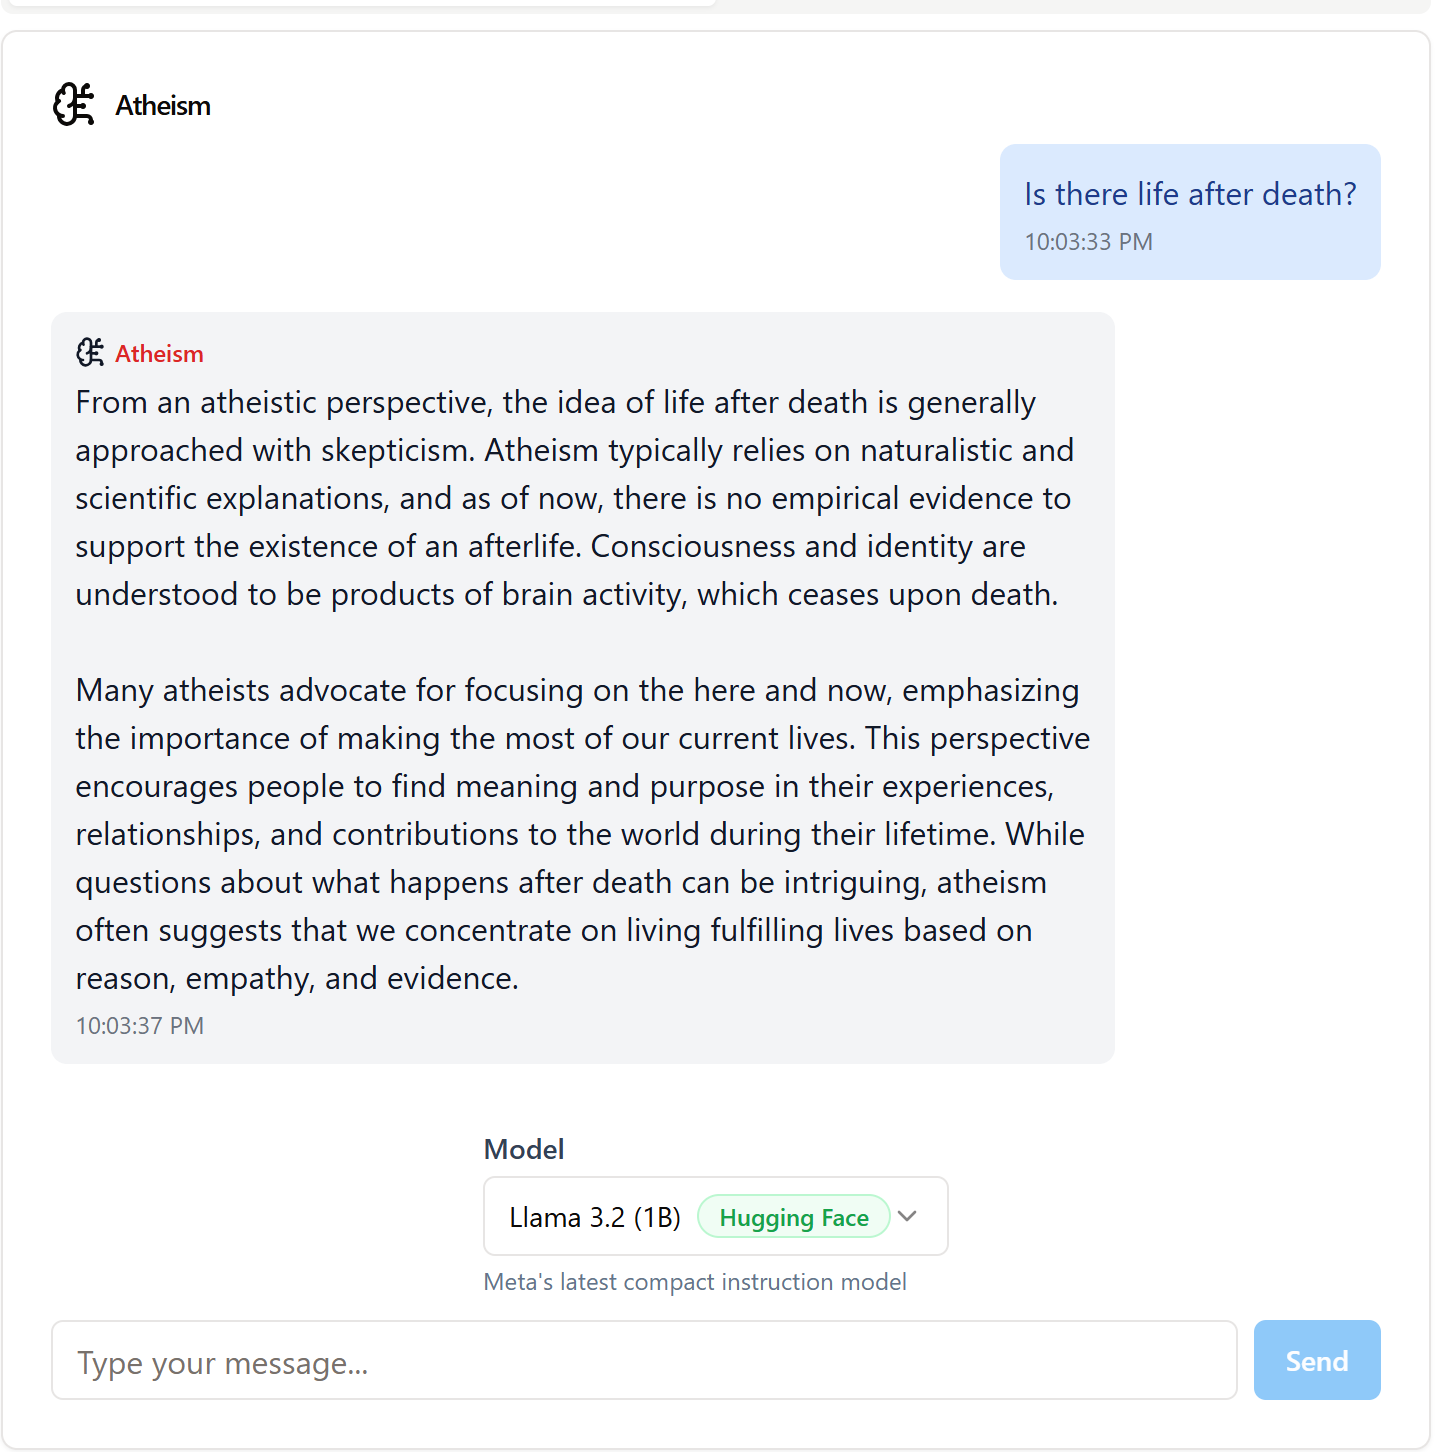 Atheism
Is there life after death?
10:03:33 PM
Atheism
From an atheistic perspective, the idea of life after death is generally
approached with skepticism. Atheism typically relies on naturalistic and
scientific explanations, and as of now, there is no empirical evidence to
support the existence of an afterlife. Consciousness and identity are
understood to be products of brain activity, which ceases upon death.
Many atheists advocate for focusing on the here and now, emphasizing
the importance of making the most of our current lives. This perspective
encourages people to find meaning and purpose in their experiences,
relationships, and contributions to the world during their lifetime. While
questions about what happens after death can be intriguing, atheism
often suggests that we concentrate on living fulfilling lives based on
reason, empathy, and evidence.
10:03:37 PM
Model
Llama 3.2 (1B) Hugging Face
Meta's latest compact instruction model
Type your message...
Send